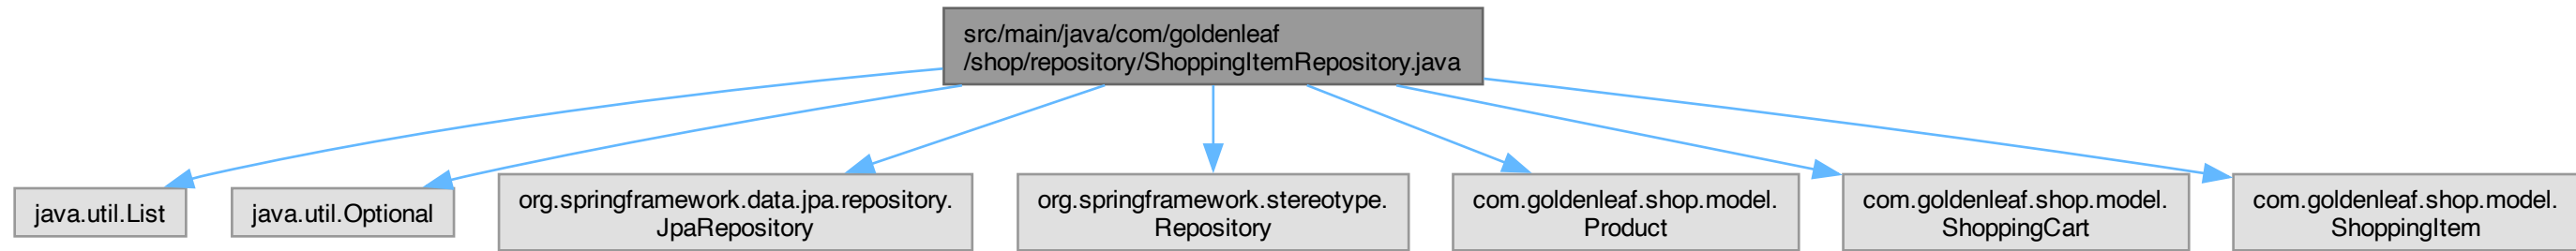 src/main/java/com/goldenleaf
/shop/repository/ShoppingItemRepository.java
java.util.List
java.util.Optional
org.springframework.data.jpa.repository.
JpaRepository
org.springframework.stereotype.
Repository
com.goldenleaf.shop.model.
Product
com.goldenleaf.shop.model.
ShoppingCart
com.goldenleaf.shop.model.
ShoppingItem